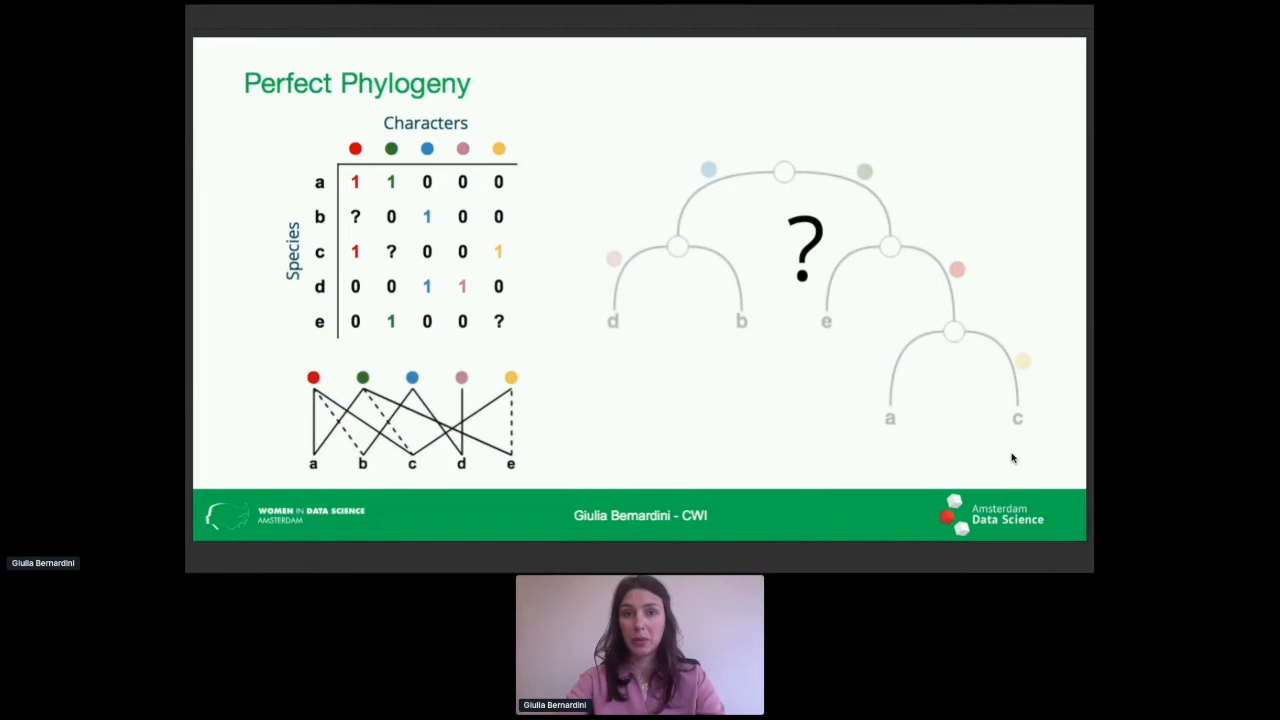 Perfect Phylogeny
Characters
Species
a 1 1 0 0 0
b ? 0 1 0 0
c 1 ? 0 0 1
d 0 0 1 1 0
e 0 1 0 0 ?
a b c d e
?
d b e
a c
WOMEN IN DATA SCIENCE
AMSTERDAM
Giulia Bernardini - CWI
Amsterdam
Data Science
Giulia Bernardini
Giulia Bernardini